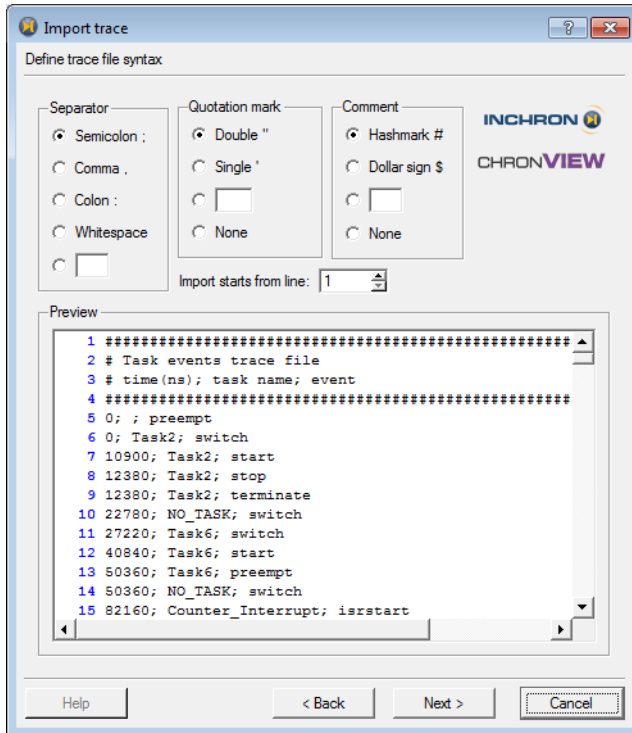 Import trace
Define trace file syntax
Separator
Semicolon ;
Comma ,
Colon :
Whitespace
Quotation mark
Double "
Single '
None
Comment
Hashmark #
Dollar sign $
None
INCHRON
CHRONVIEW
Import starts from line: 1
Preview
1 ####################################################
2 # Task events trace file
3 # time(ns); task name; event
4 ####################################################
5 0; ; preempt
6 0; Task2; switch
7 10900; Task2; start
8 12380; Task2; stop
9 12380; Task2; terminate
10 22780; NO_TASK; switch
11 27220; Task6; switch
12 40840; Task6; start
13 50360; Task6; preempt
14 50360; NO_TASK; switch
15 82160; Counter_Interrupt; isrstart
Help
< Back
Next >
Cancel